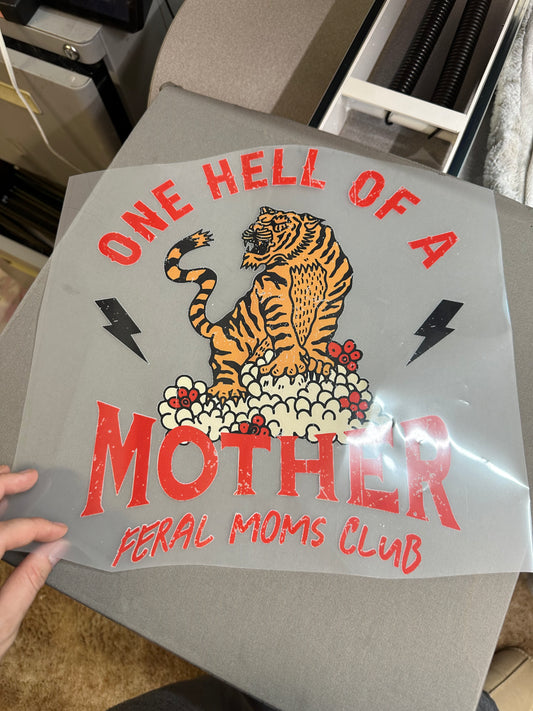 ONE HELL OF A
MOTHER
FERAL MOMS CLUB